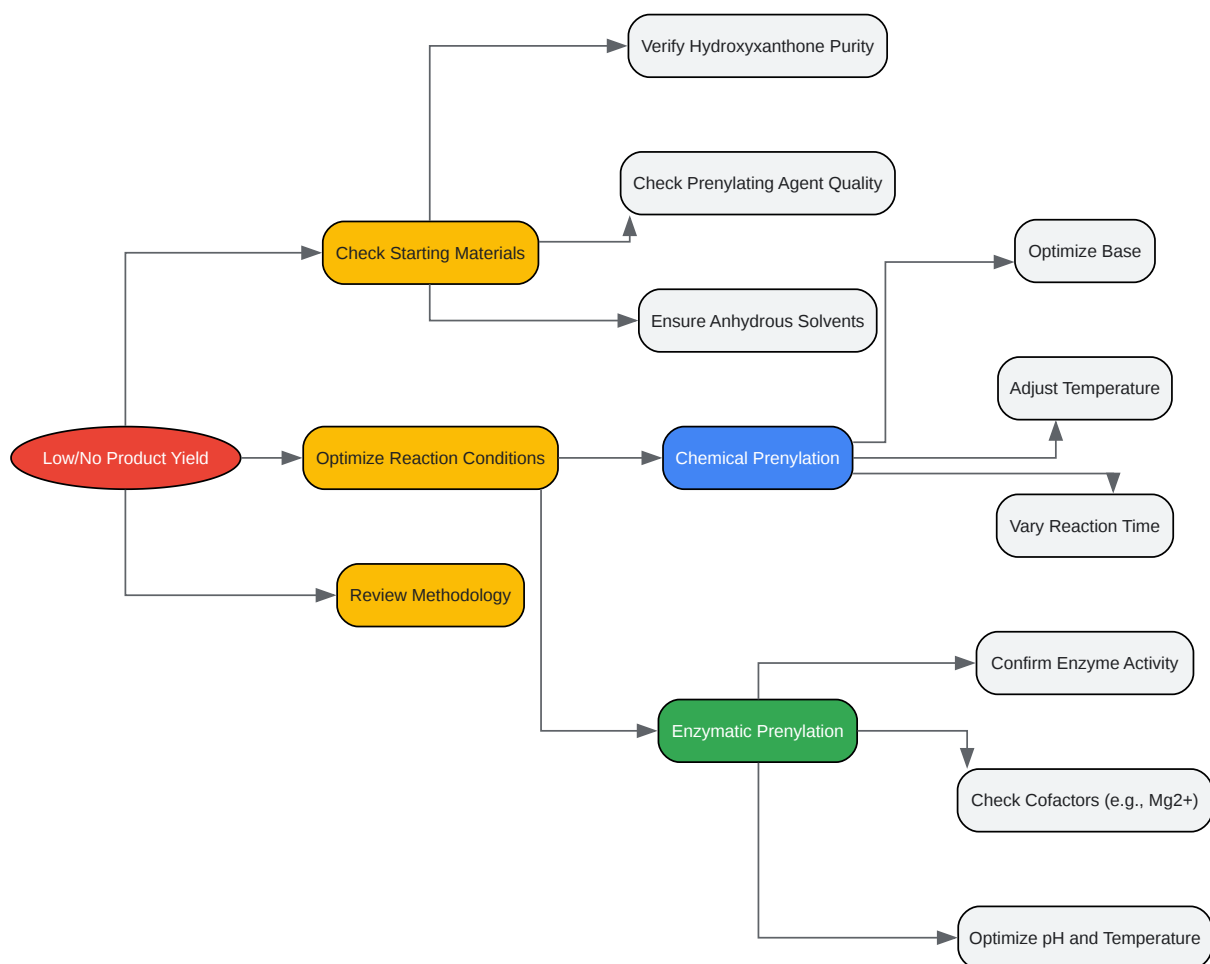 Verify Hydroxyxanthone Purity
Check Prenylating Agent Quality
Optimize Base
Check Starting Materials
Ensure Anhydrous Solvents
Adjust Temperature
Low/No Product Yield
Optimize Reaction Conditions
Chemical Prenylation
Vary Reaction Time
Review Methodology
Confirm Enzyme Activity
Enzymatic Prenylation
Check Cofactors (e.g., Mg2+)
Optimize pH and Temperature